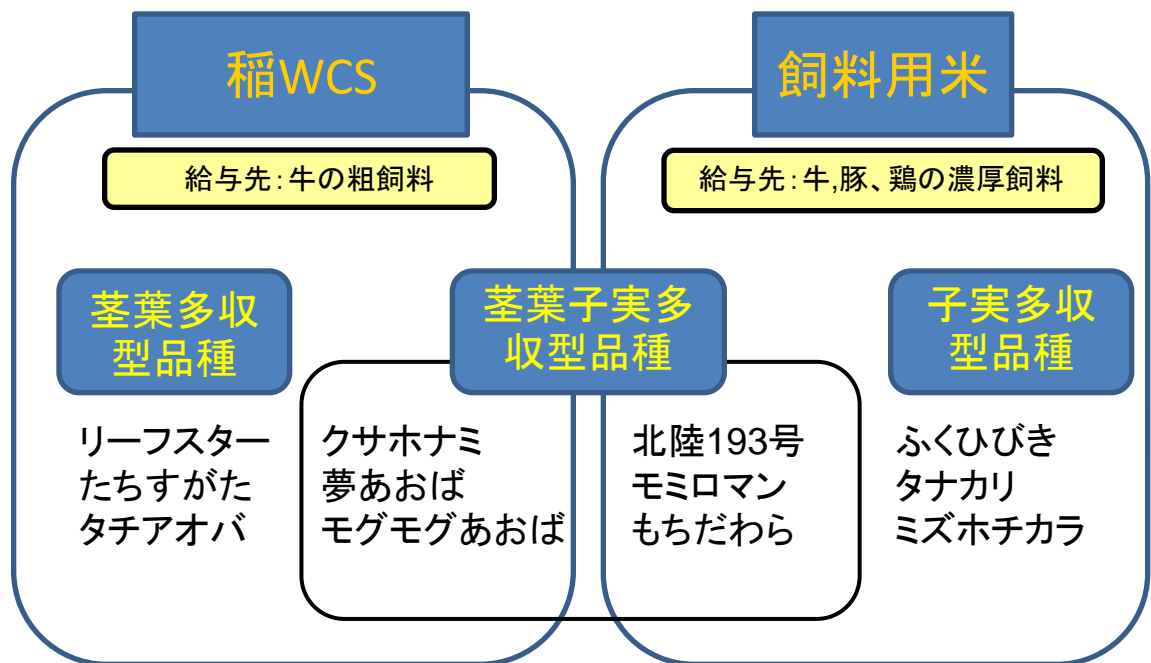 稲WCS
飼料用米
給与先：牛の粗飼料
給与先：牛,豚、鶏の濃厚飼料
茎葉多収
型品種
茎葉子実多
収型品種
子実多収
型品種
リーフスター
たちすがた
タチアオバ
クサホナミ
夢あおば
モグモグあおば
北陸193号
モミロマン
もちだわら
ふくひびき
タナカリ
ミズホチカラ